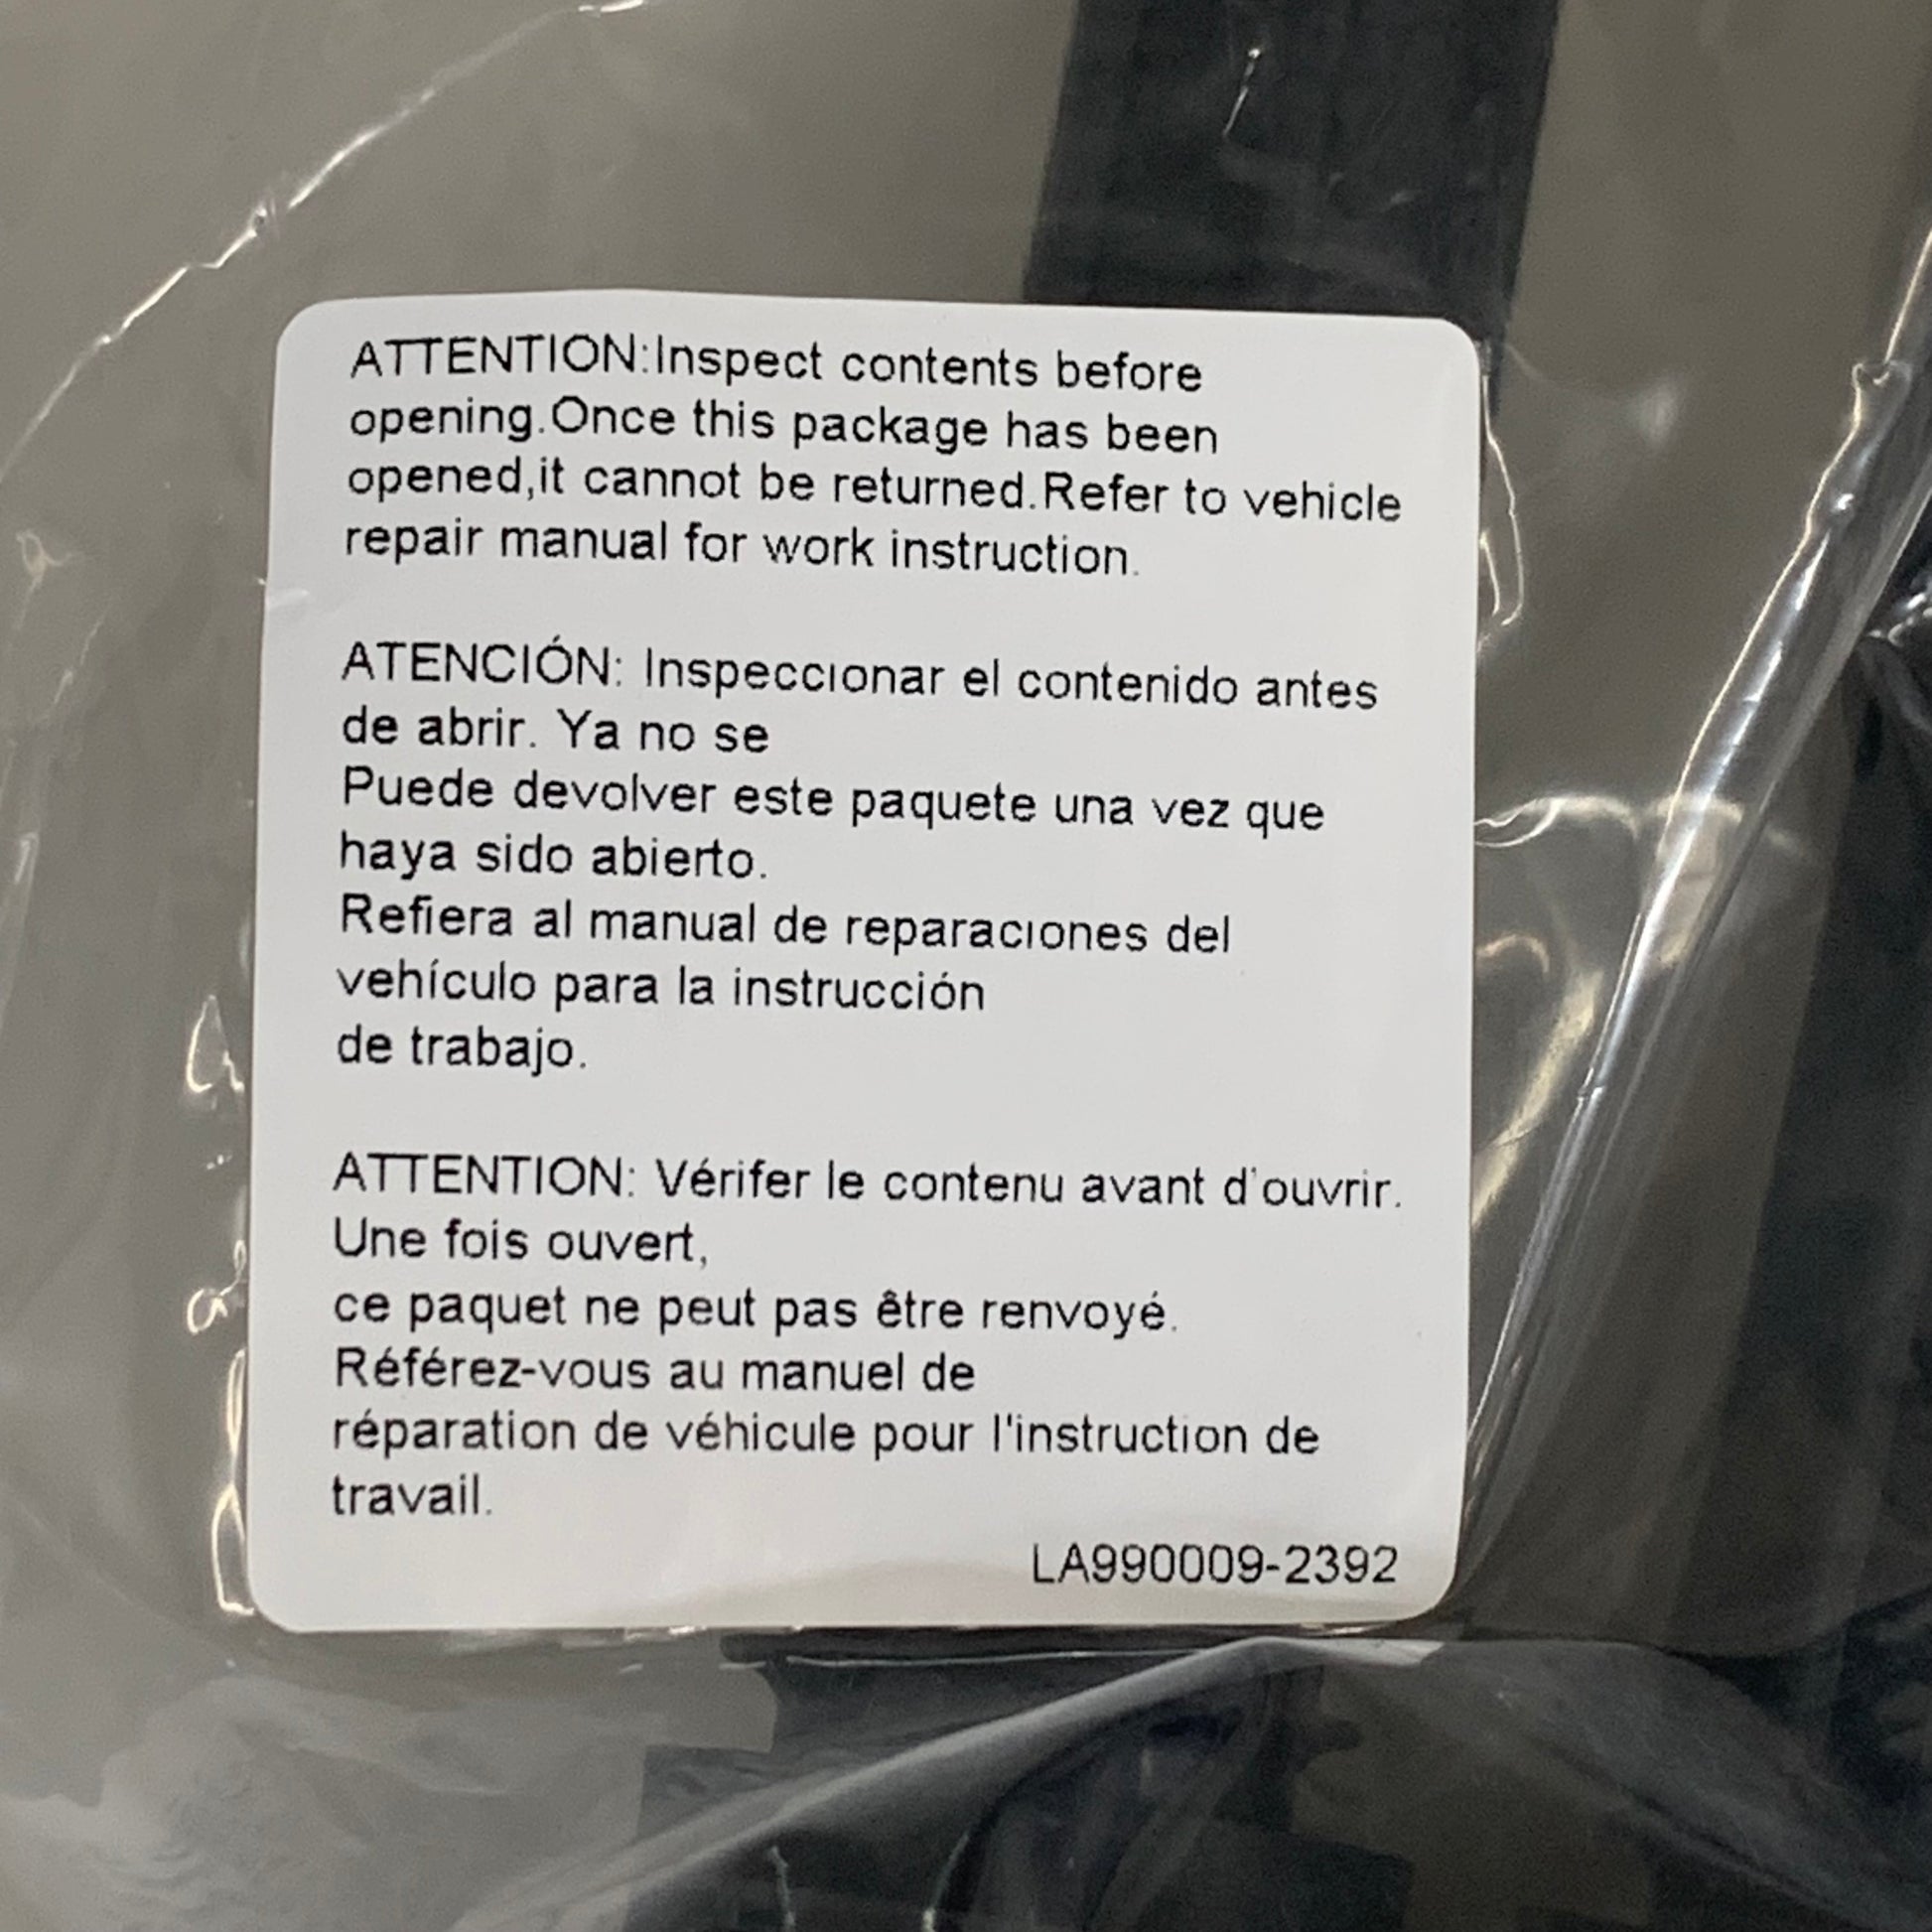 ATTENTION:Inspect contents before
opening.Once this package has been
opened,it cannot be returned.Refer to vehicle
repair manual for work instruction.
ATENCIÓN: Inspeccionar el contenido antes
de abrir. Ya no se
Puede devolver este paquete una vez que
haya sido abierto.
Refiera al manual de reparaciones del
vehículo para la instrucción
de trabajo.
ATTENTION: Vérifer le contenu avant d'ouvrir.
Une fois ouvert,
ce paquet ne peut pas être renvoyé.
Référez-vous au manuel de
réparation de véhicule pour l'instruction de
travail.
LA990009-2392